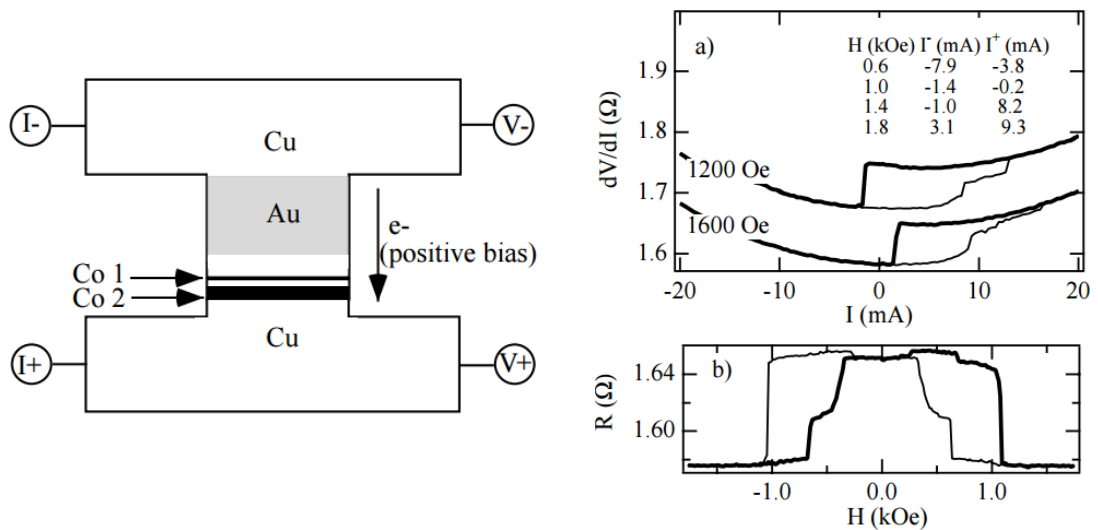 I-
V-
Cu
Au
e-
(positive bias)
Co 1
Co 2
Cu
I+
V+
a)
H (kOe) I⁻ (mA) I⁺ (mA)
0.6 -7.9 -3.8
1.0 -1.4 -0.2
1.4 -1.0 8.2
1.8 3.1 9.3
1.9
1.8
1.7
1.6
dV/dI (Ω)
1200 Oe
1600 Oe
-20 -10 0 10 20
I (mA)
b)
1.64
1.60
R (Ω)
-1.0 0.0 1.0
H (kOe)